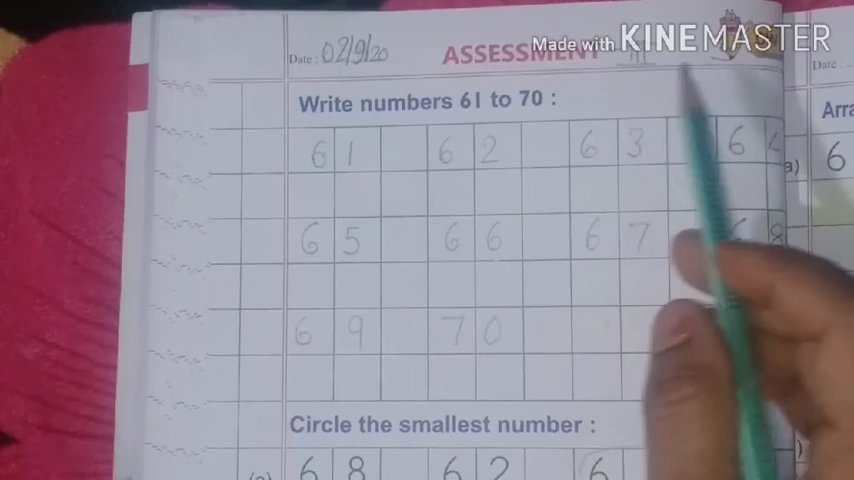 Made with KINEMASTER
Date : 02/9/20 ASSESSMENT
Date :
Write numbers 61 to 70 :
Arra
61 62 63 64
a) 6
65 66 67 68
69 70
Circle the smallest number :
(a) 68 62 6